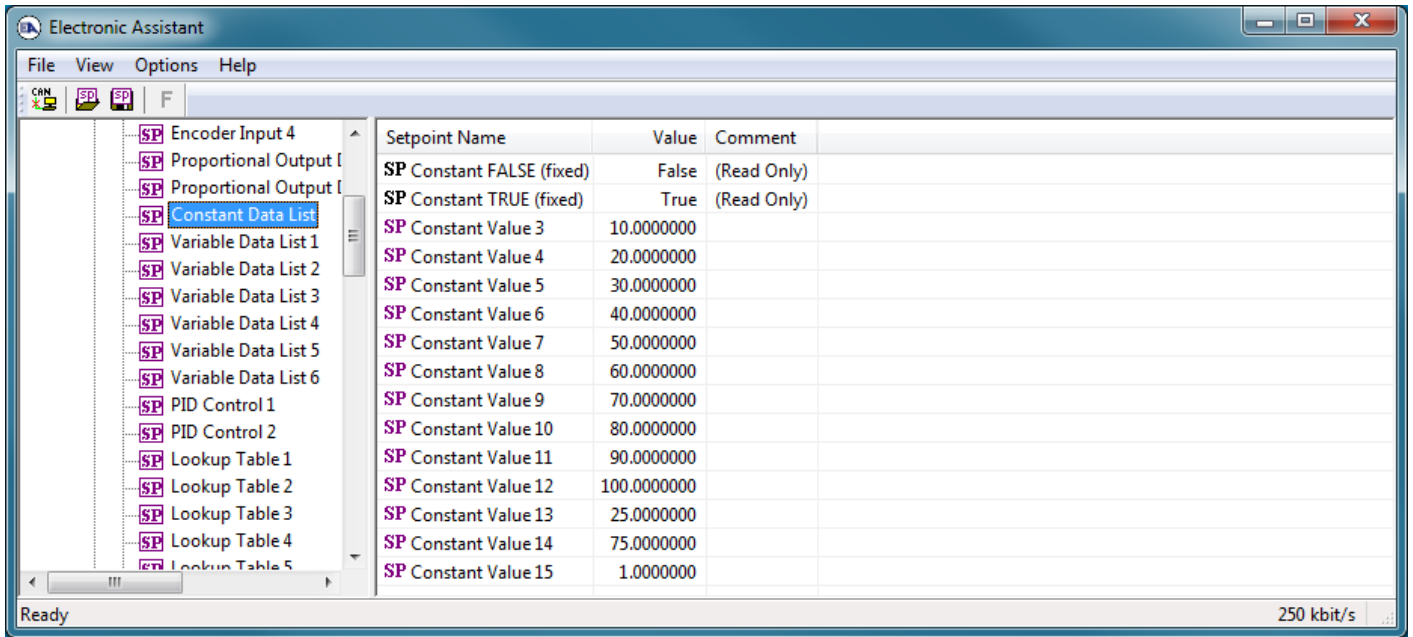 Electronic Assistant
File View Options Help
CAN SP SP F
SP Encoder Input 4
SP Proportional Output D
SP Proportional Output D
SP Constant Data List
SP Variable Data List 1
SP Variable Data List 2
SP Variable Data List 3
SP Variable Data List 4
SP Variable Data List 5
SP Variable Data List 6
SP PID Control 1
SP PID Control 2
SP Lookup Table 1
SP Lookup Table 2
SP Lookup Table 3
SP Lookup Table 4
SP Lookup Table 5
Setpoint Name Value Comment
SP Constant FALSE (fixed) False (Read Only)
SP Constant TRUE (fixed) True (Read Only)
SP Constant Value 3 10.0000000
SP Constant Value 4 20.0000000
SP Constant Value 5 30.0000000
SP Constant Value 6 40.0000000
SP Constant Value 7 50.0000000
SP Constant Value 8 60.0000000
SP Constant Value 9 70.0000000
SP Constant Value 10 80.0000000
SP Constant Value 11 90.0000000
SP Constant Value 12 100.0000000
SP Constant Value 13 25.0000000
SP Constant Value 14 75.0000000
SP Constant Value 15 1.0000000
Ready 250 kbit/s